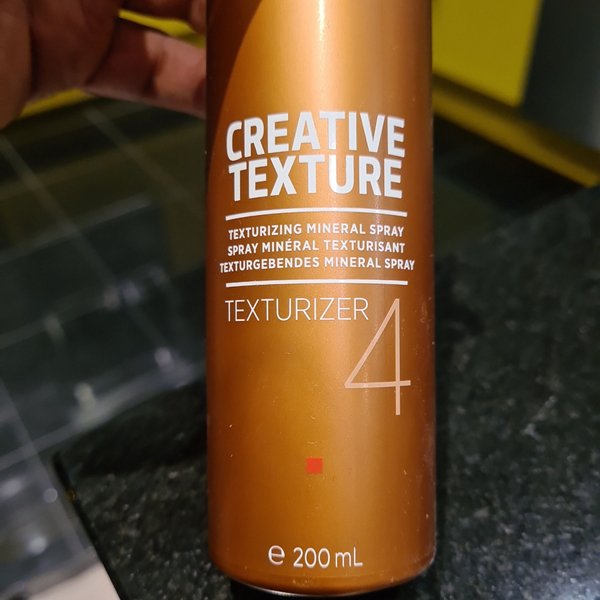 CREATIVE
TEXTURE
TEXTURIZING MINERAL SPRAY
SPRAY MINÉRAL TEXTURISANT
TEXTURGEBENDES MINERAL SPRAY
TEXTURIZER 4
℮ 200 mL